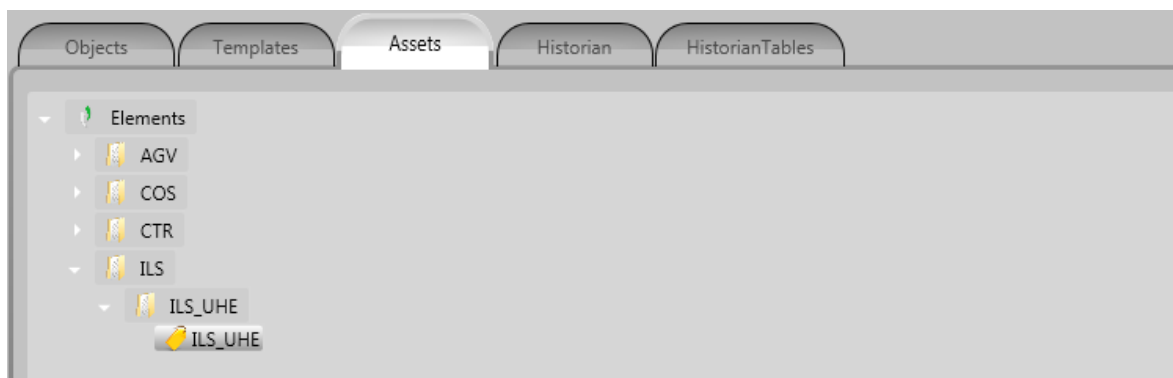 Objects Templates Assets Historian HistorianTables
Elements
AGV
COS
CTR
ILS
ILS_UHE
ILS_UHE